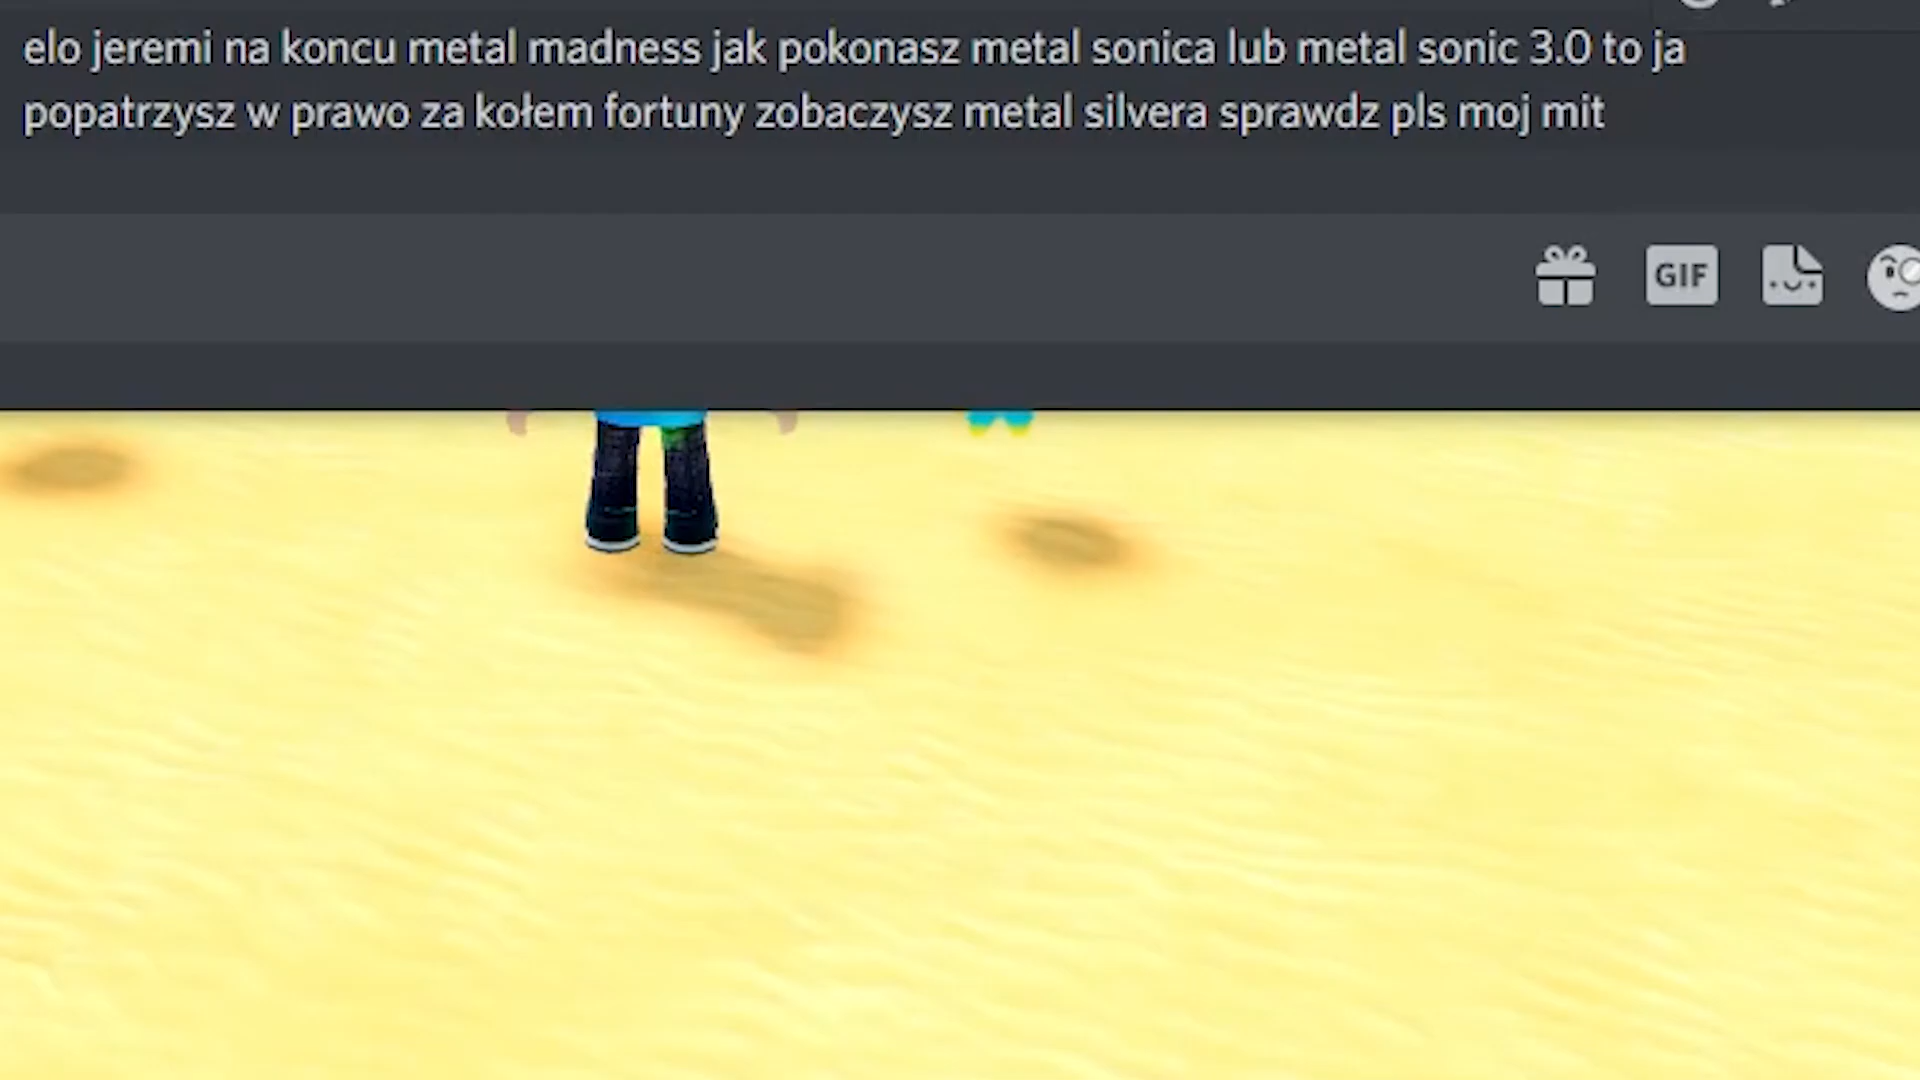 elo jeremi na koncu metal madness jak pokonasz metal sonica lub metal sonic 3.0 to ja
popatrzysz w prawo za kołem fortuny zobaczysz metal silvera sprawdz pls moj mit
GIF